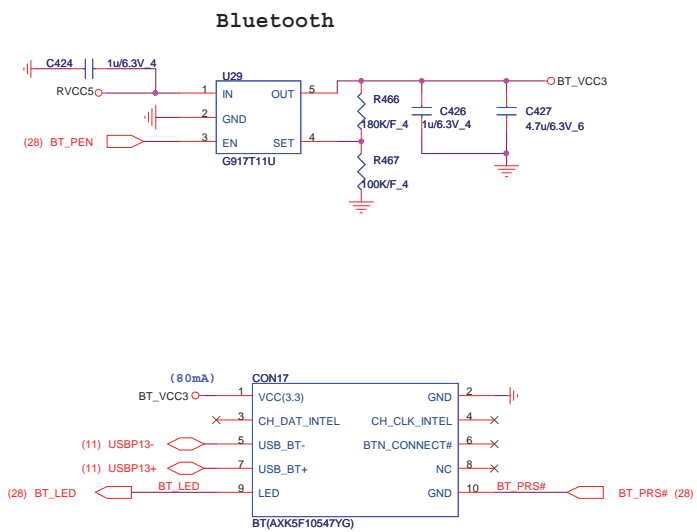 Bluetooth
C424 1u/6.3V_4
U29
RVCC5 1 IN OUT 5 BT_VCC3
2 GND
R466
180K/F_4
C426
1u/6.3V_4
C427
4.7u/6.3V_6
(28) BT_PEN 3 EN SET 4
G917T11U
R467
100K/F_4
(80mA) CON17
BT_VCC3 1 VCC(3.3) GND 2
3 CH_DAT_INTEL CH_CLK_INTEL 4
(11) USBP13- 5 USB_BT- BTN_CONNECT# 6
(11) USBP13+ 7 USB_BT+ NC 8
(28) BT_LED BT_LED 9 LED GND 10 BT_PRS# BT_PRS# (28)
BT(AXK5F10547YG)